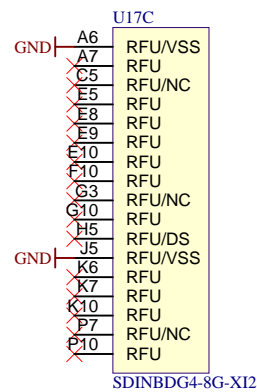 U17C
GND A6 RFU/VSS
A7 RFU
C5 RFU/NC
E5 RFU
E8 RFU
E9 RFU
E10 RFU
F10 RFU
G3 RFU/NC
G10 RFU
H5 RFU/DS
GND J5 RFU/VSS
K6 RFU
K7 RFU
K10 RFU
P7 RFU/NC
P10 RFU
SDINBDG4-8G-XI2